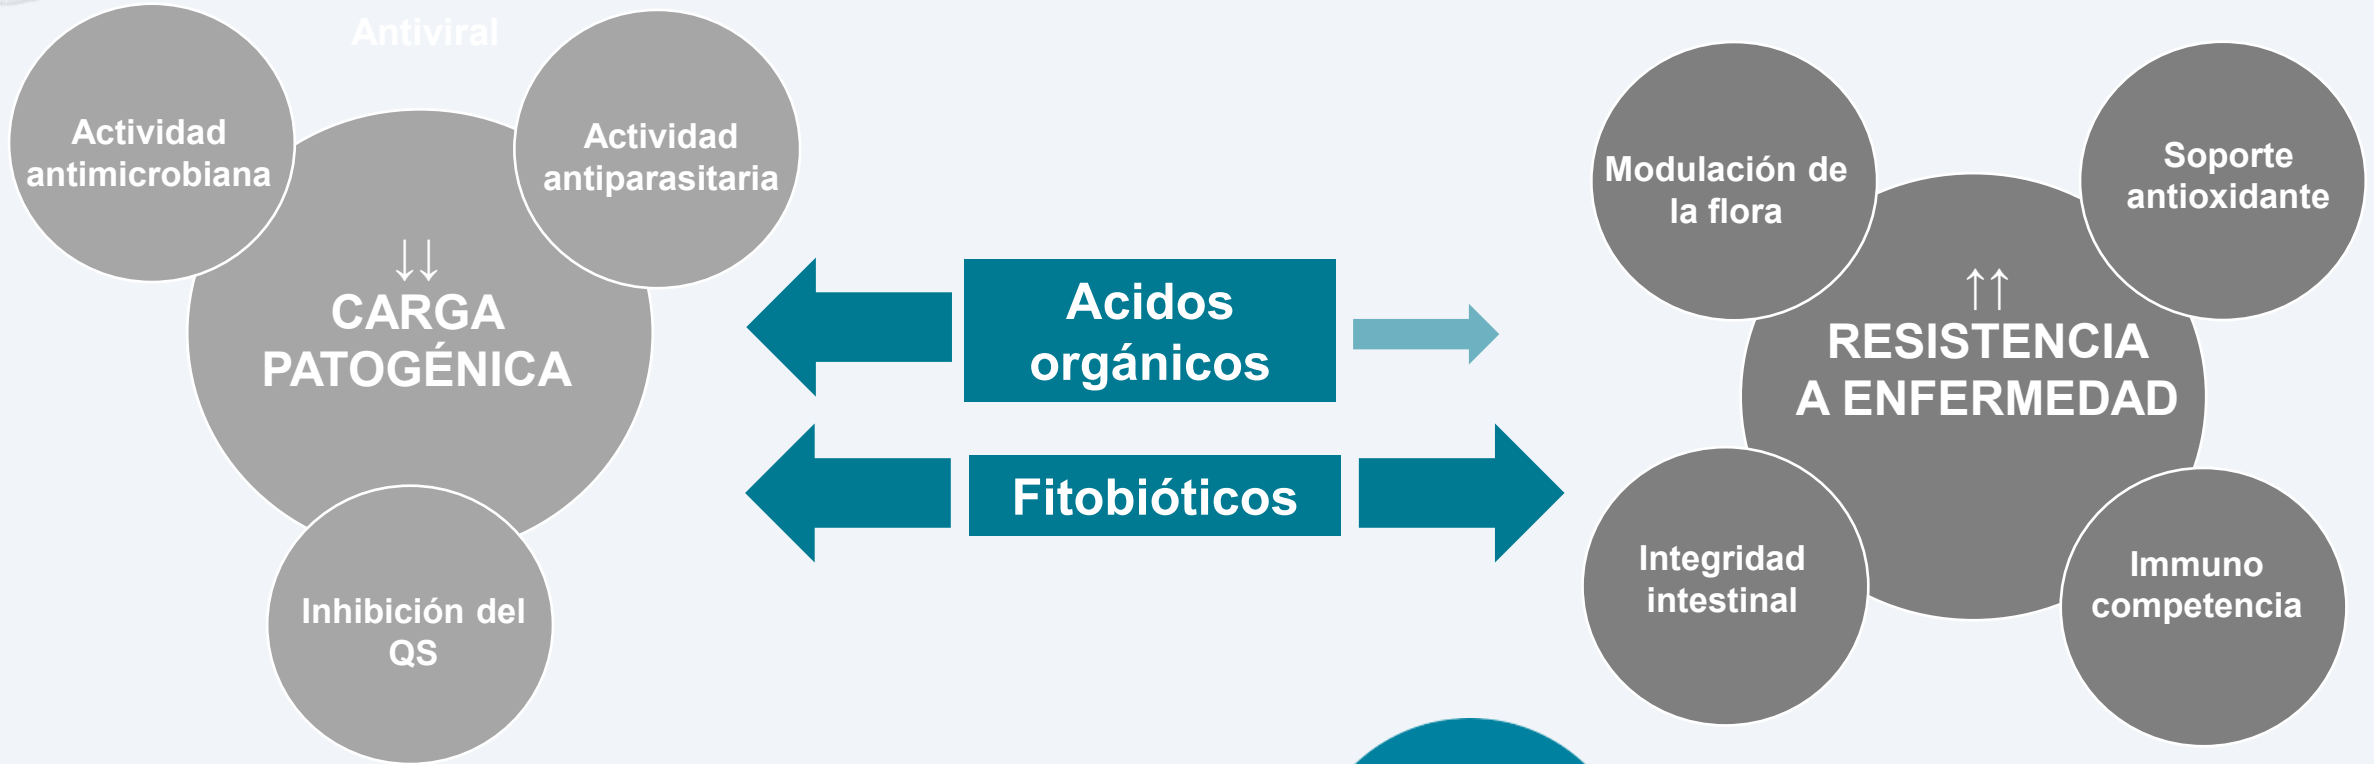 Antiviral
Actividad
antimicrobiana
Actividad
antiparasitaria
↓↓
CARGA
PATOGÉNICA
Inhibición del
QS
Acidos
orgánicos
Fitobióticos
Modulación de
la flora
Soporte
antioxidante
↑↑
RESISTENCIA
A ENFERMEDAD
Integridad
intestinal
Immuno
competencia